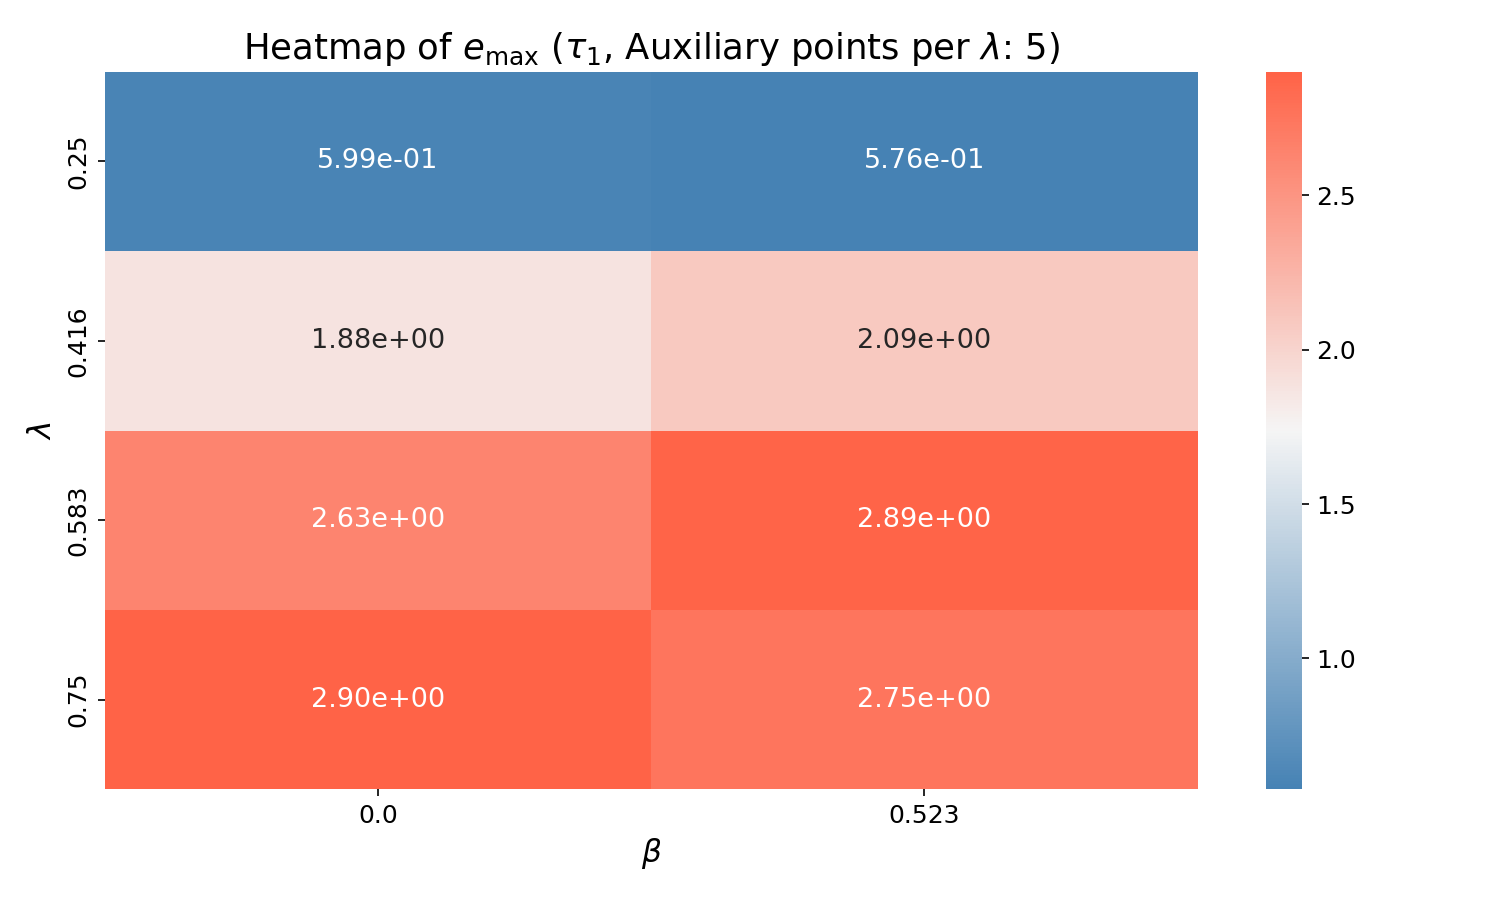 Heatmap of e_max (τ₁, Auxiliary points per λ: 5)
λ
0.25
5.99e-01
5.76e-01
0.416
1.88e+00
2.09e+00
0.583
2.63e+00
2.89e+00
0.75
2.90e+00
2.75e+00
0.0
0.523
β
2.5
2.0
1.5
1.0